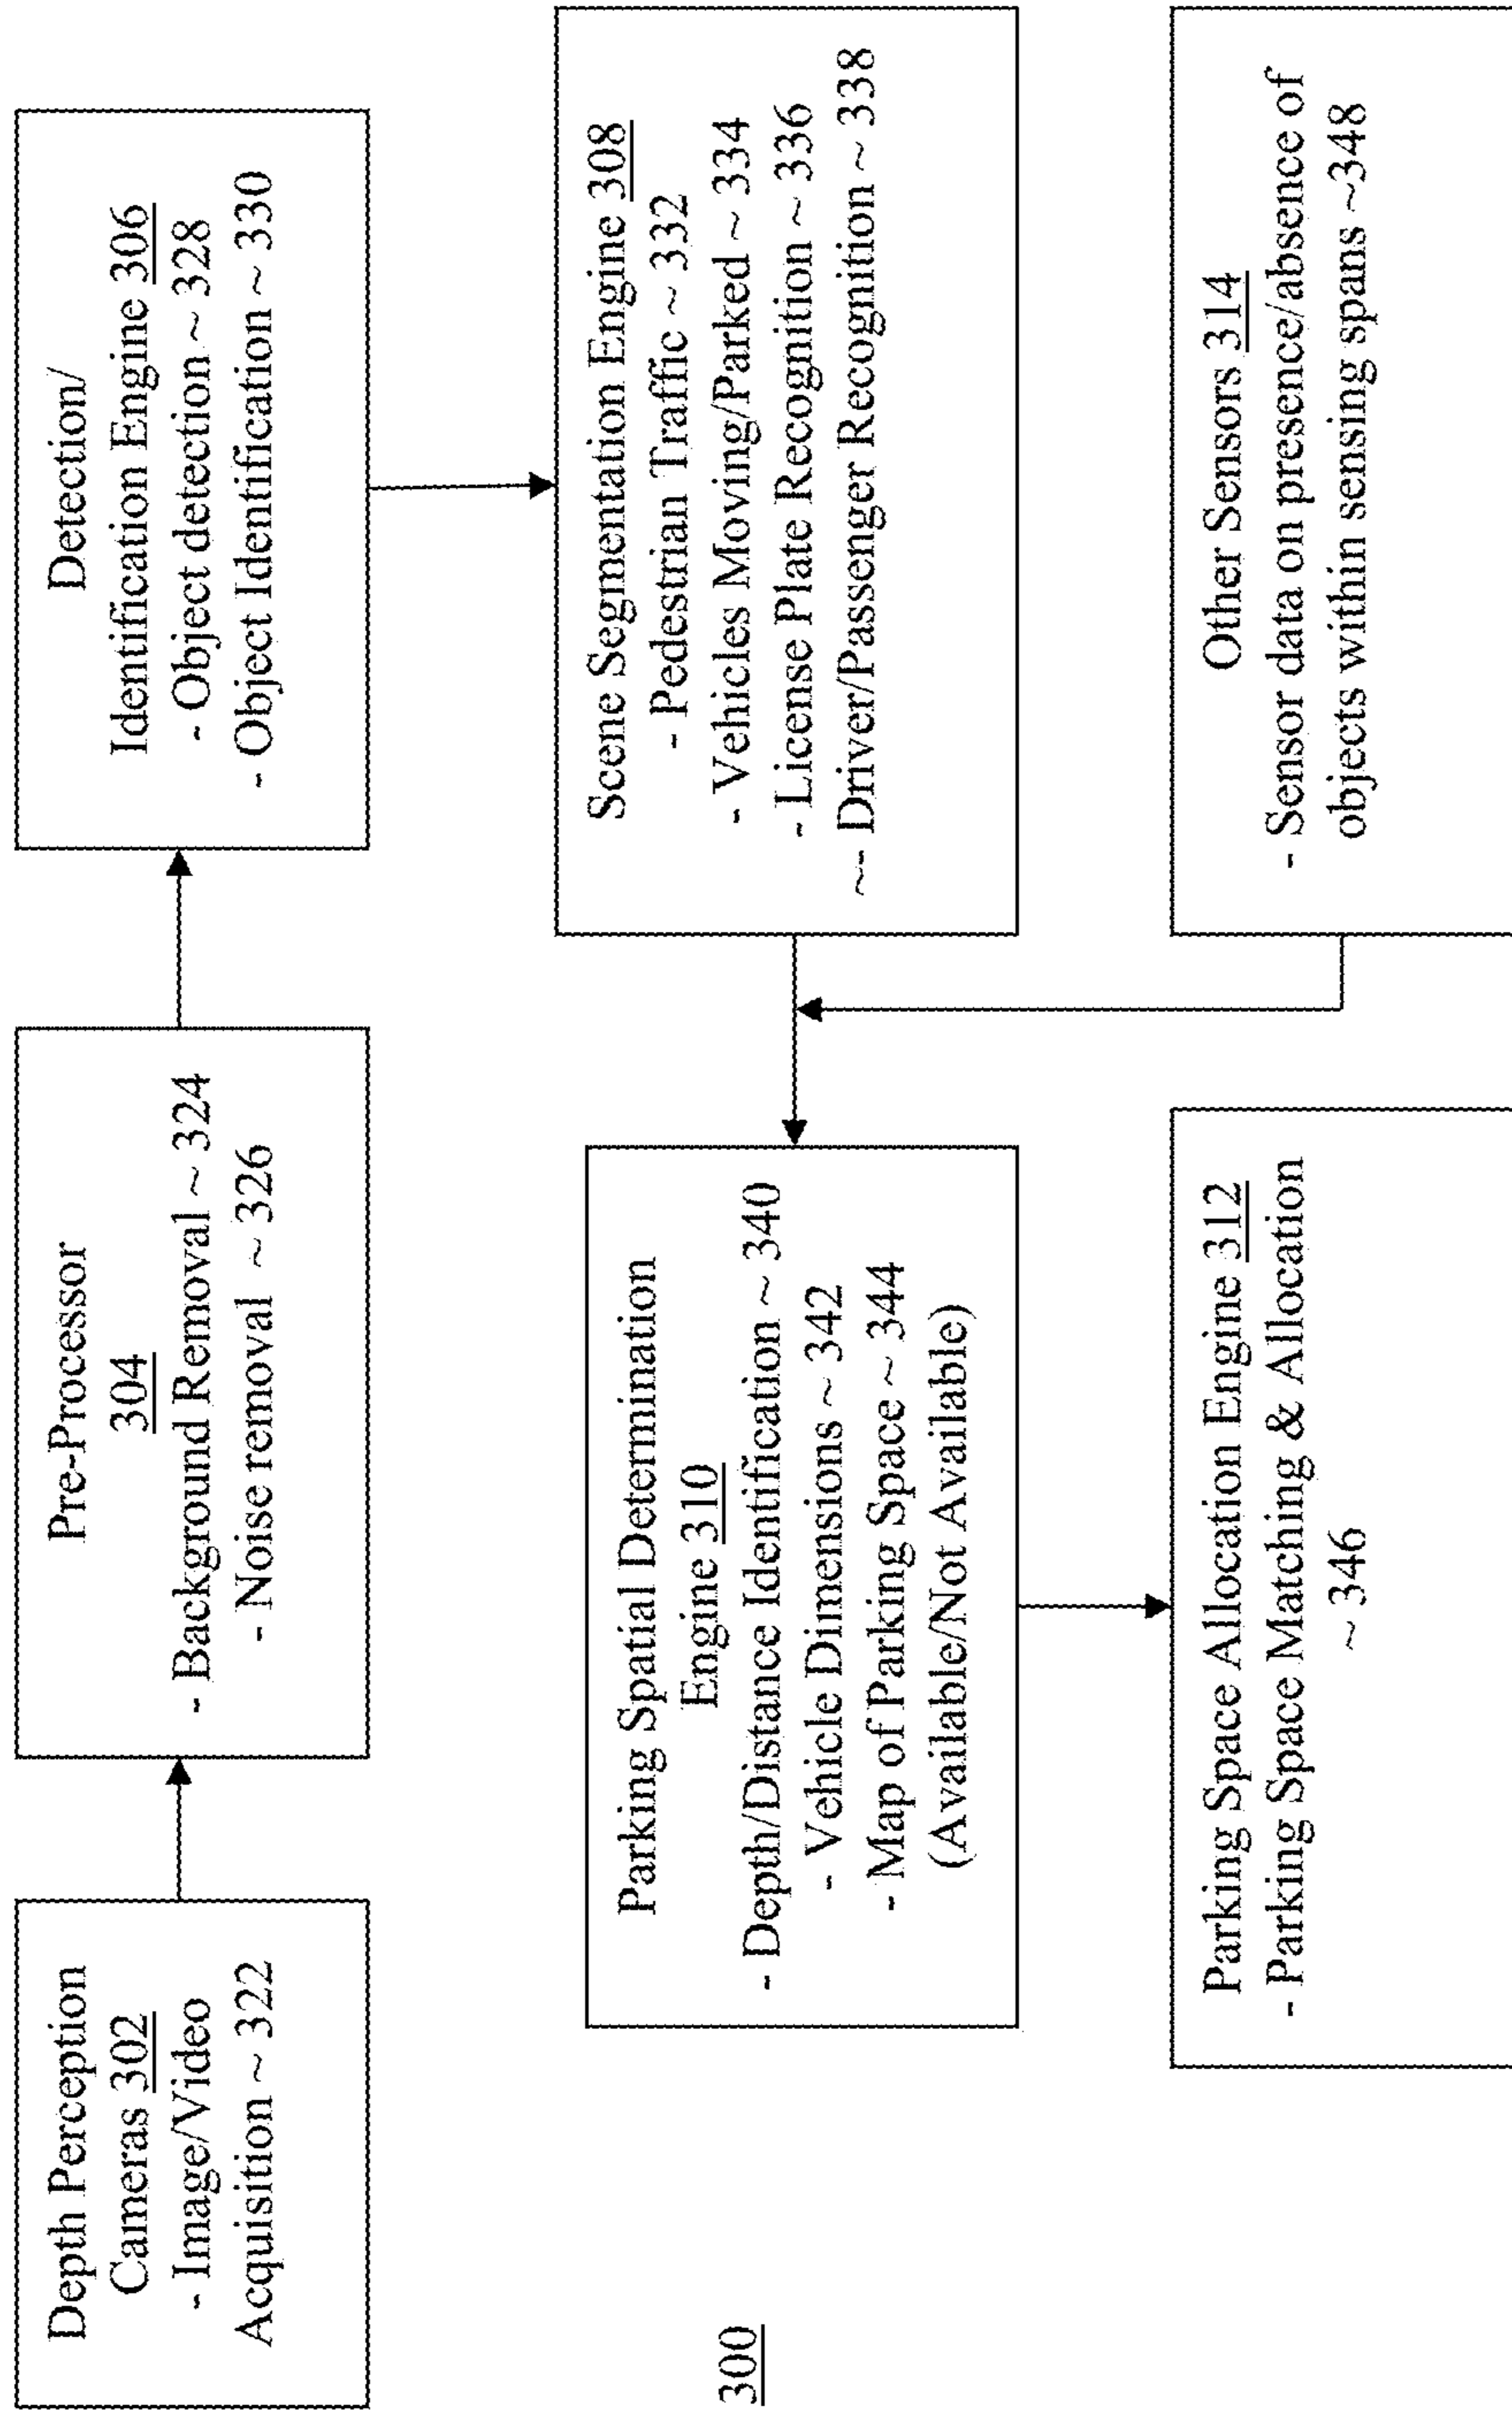 Depth Perception
Cameras 302
- Image/Video
Acquisition ~ 322
Pre-Processor
304
- Background Removal ~ 324
- Noise removal ~ 326
Detection/
Identification Engine 306
- Object detection ~ 328
- Object Identification ~ 330
Scene Segmentation Engine 308
- Pedestrian Traffic ~ 332
- Vehicles Moving/Parked ~ 334
- License Plate Recognition ~ 336
~- Driver/Passenger Recognition ~ 338
Parking Spatial Determination
Engine 310
- Depth/Distance Identification ~ 340
- Vehicle Dimensions ~ 342
- Map of Parking Space ~ 344
(Available/Not Available)
Parking Space Allocation Engine 312
- Parking Space Matching & Allocation
~ 346
Other Sensors 314
- Sensor data on presence/absence of
objects within sensing spans ~348
300